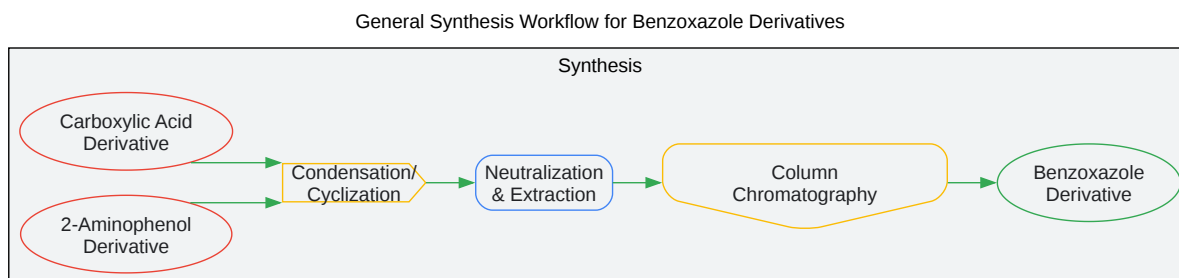 General Synthesis Workflow for Benzoxazole Derivatives
Synthesis
Carboxylic Acid
Derivative
2-Aminophenol
Derivative
Condensation/
Cyclization
Neutralization
& Extraction
Column
Chromatography
Benzoxazole
Derivative